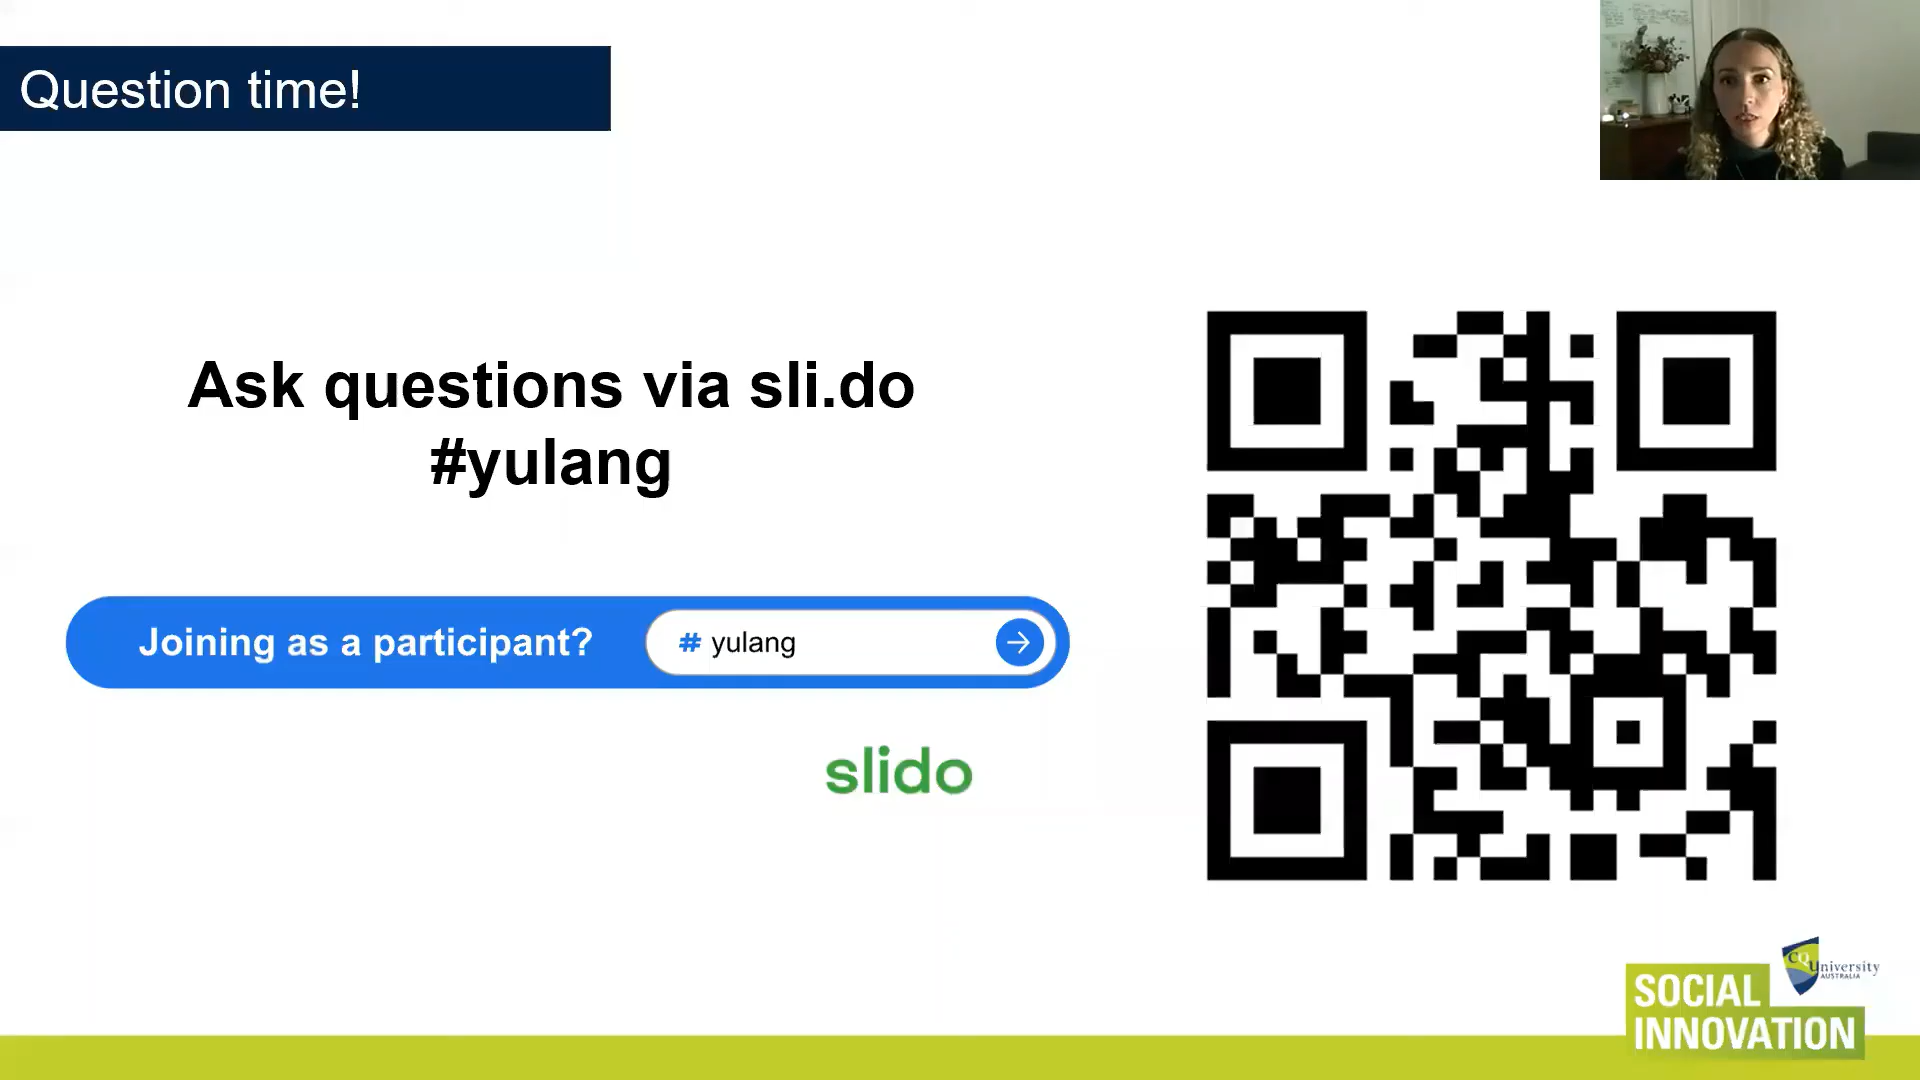 Question time!
Ask questions via sli.do
#yulang
Joining as a participant?
# yulang
slido
CQUniversity
AUSTRALIA
SOCIAL
INNOVATION